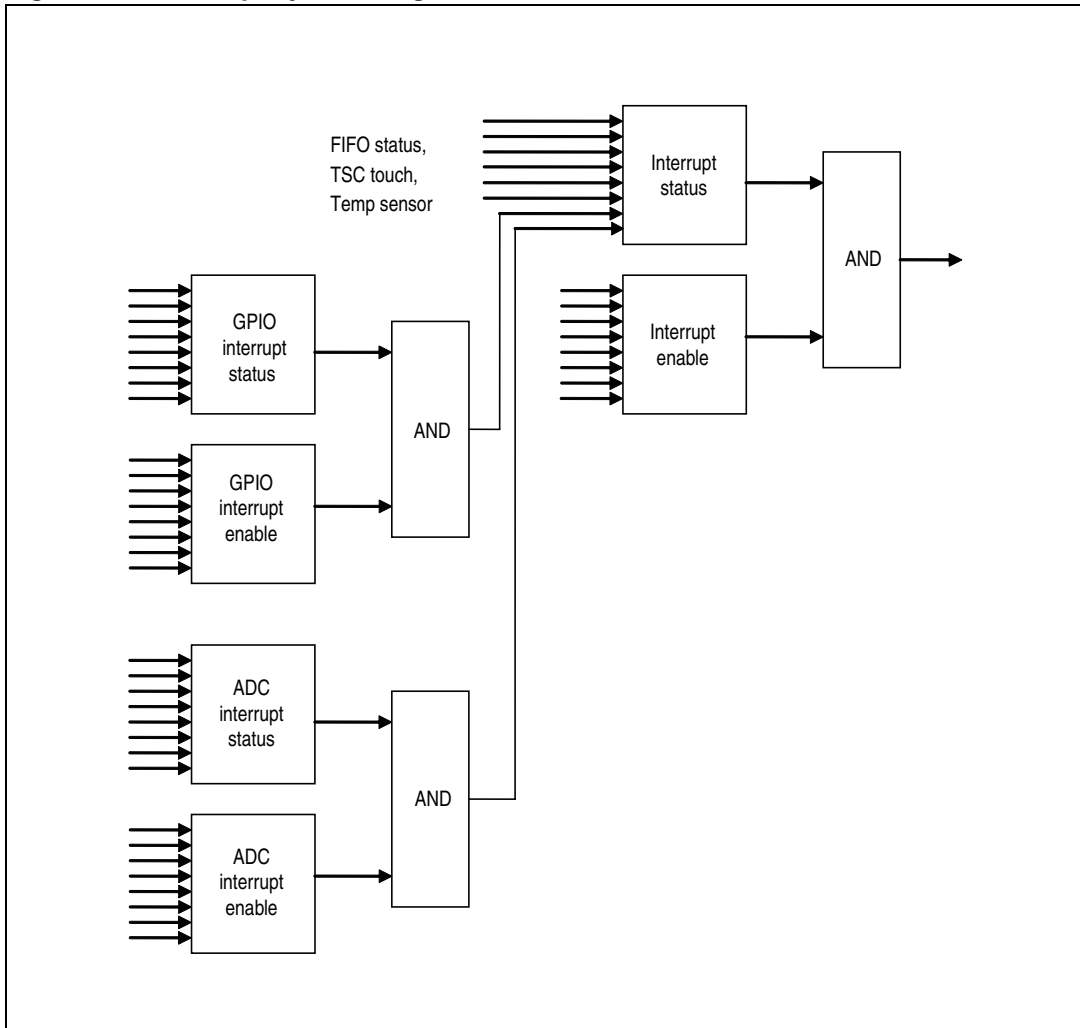 FIFO status,
TSC touch,
Temp sensor
Interrupt
status
AND
Interrupt
enable
GPIO
interrupt
status
AND
GPIO
interrupt
enable
ADC
interrupt
status
AND
ADC
interrupt
enable